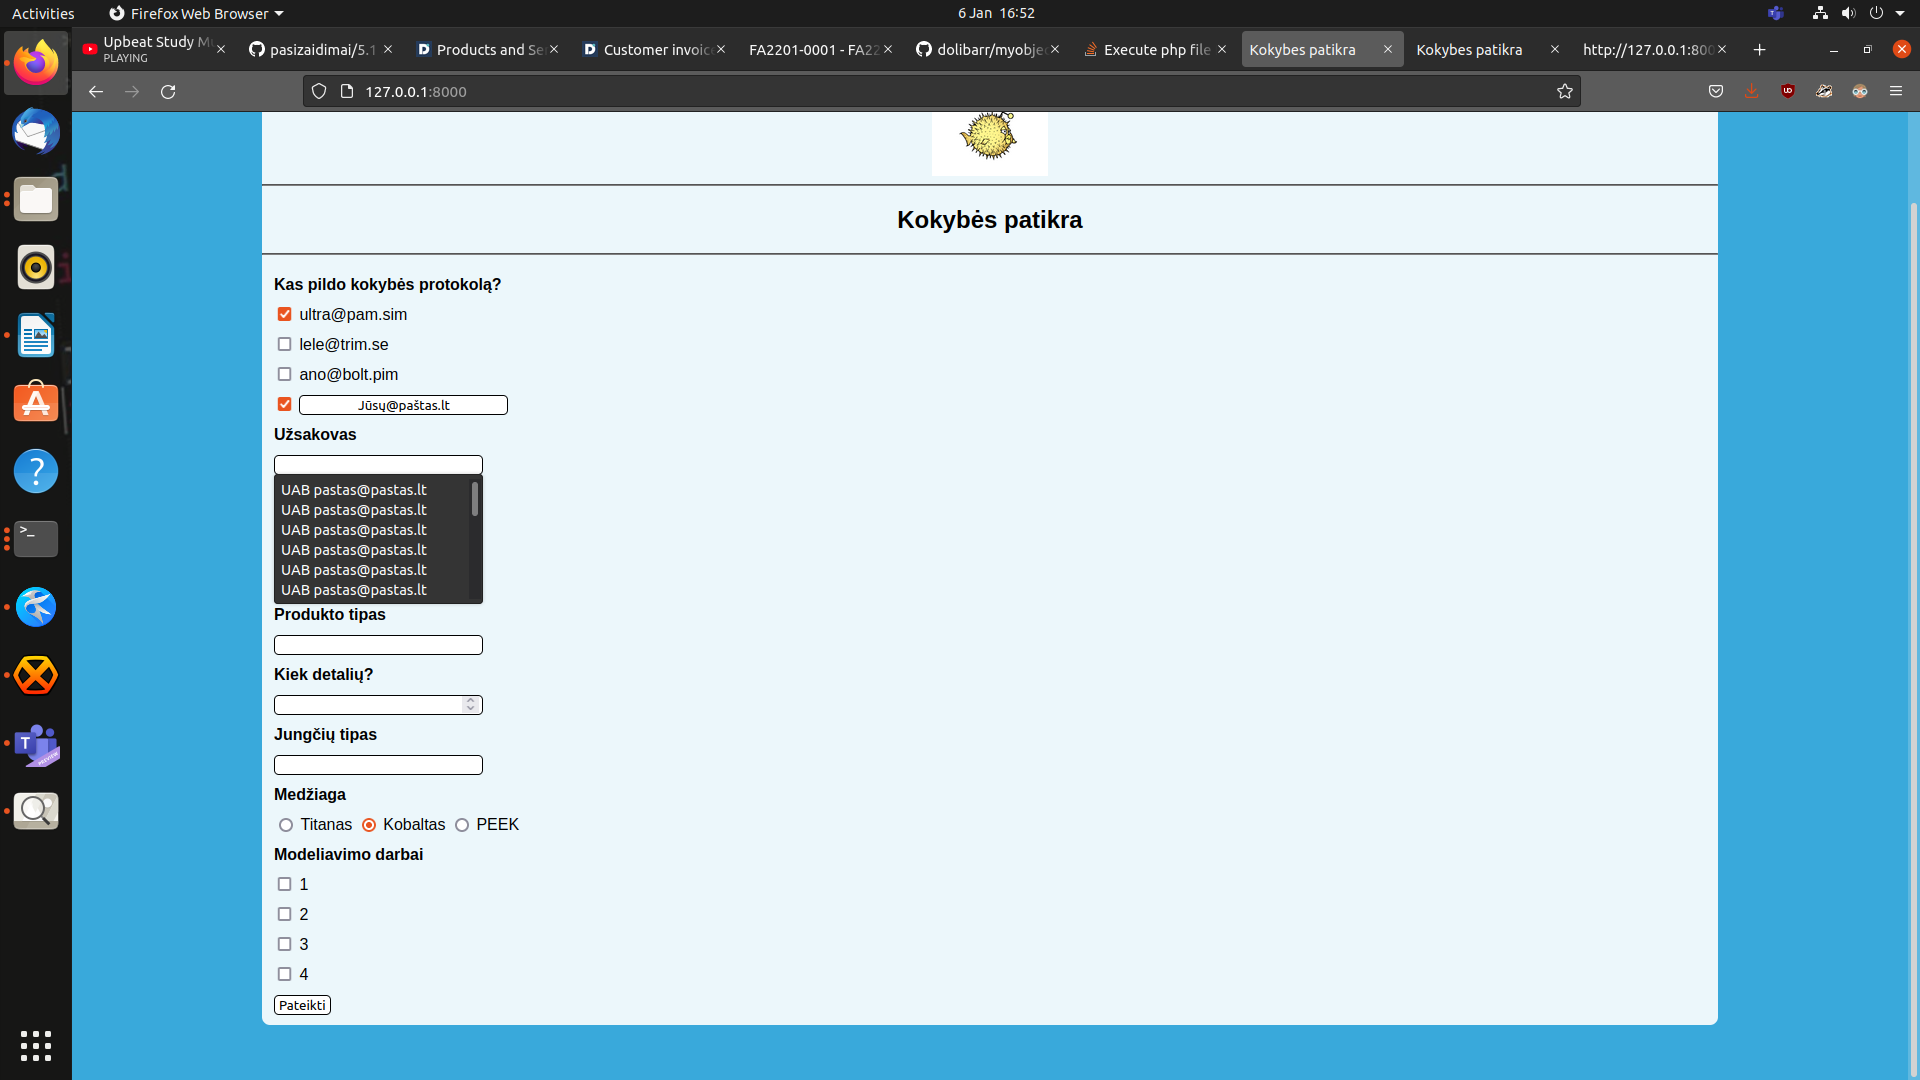 Activities Firefox Web Browser 6 Jan 16:52
Upbeat Study Mu
PLAYING
pasizaidimai/5.1
Products and Se
Customer invoice
FA2201-0001 - FA22
dolibarr/myobje
Execute php file
Kokybes patikra
Kokybes patikra
http://127.0.0.1:800
127.0.0.1:8000
Kokybės patikra
Kas pildo kokybės protokolą?
ultra@pam.sim
lele@trim.se
ano@bolt.pim
Jūsų@paštas.lt
Užsakovas
UAB pastas@pastas.lt
UAB pastas@pastas.lt
UAB pastas@pastas.lt
UAB pastas@pastas.lt
UAB pastas@pastas.lt
UAB pastas@pastas.lt
Produkto tipas
Kiek detalių?
Jungčių tipas
Medžiaga
Titanas Kobaltas PEEK
Modeliavimo darbai
1
2
3
4
Pateikti